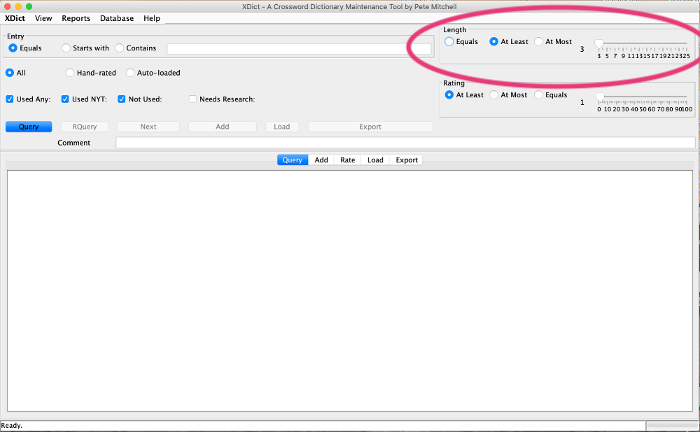 XDict - A Crossword Dictionary Maintenance Tool by Pete Mitchell
XDict View Reports Database Help
Entry
Equals Starts with Contains
All Hand-rated Auto-loaded
Used Any: Used NYT: Not Used: Needs Research:
Query RQuery Next Add Load Export
Comment
Length
Equals At Least At Most 3
3 5 7 9 11 13 15 17 19 21 23 25
Rating
At Least At Most Equals 1
0 10 20 30 40 50 60 70 80 90 100
Query Add Rate Load Export
Ready.